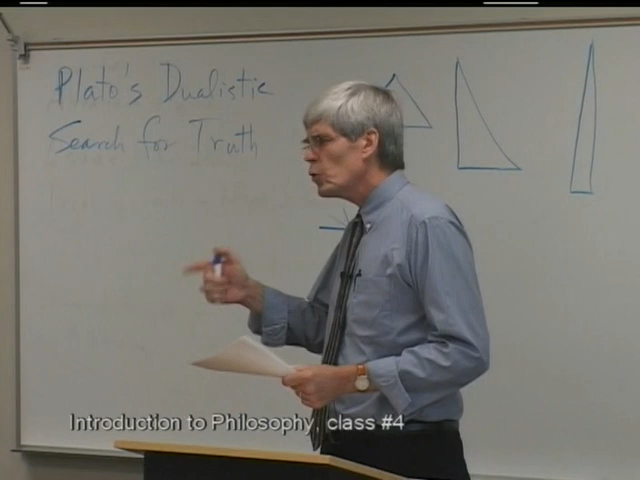 Plato's Dualistic
Search for Truth
Introduction to Philosophy, class #4